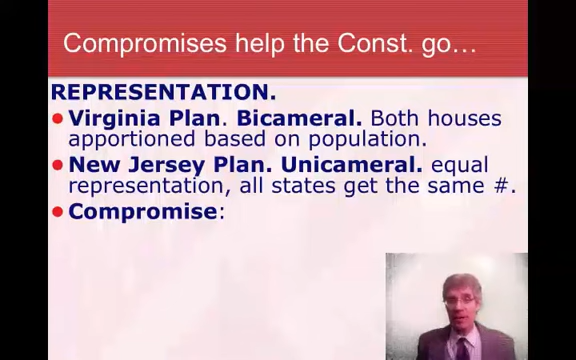 Compromises help the Const. go…
REPRESENTATION.
• Virginia Plan. Bicameral. Both houses
apportioned based on population.
• New Jersey Plan. Unicameral. equal
representation, all states get the same #.
• Compromise: